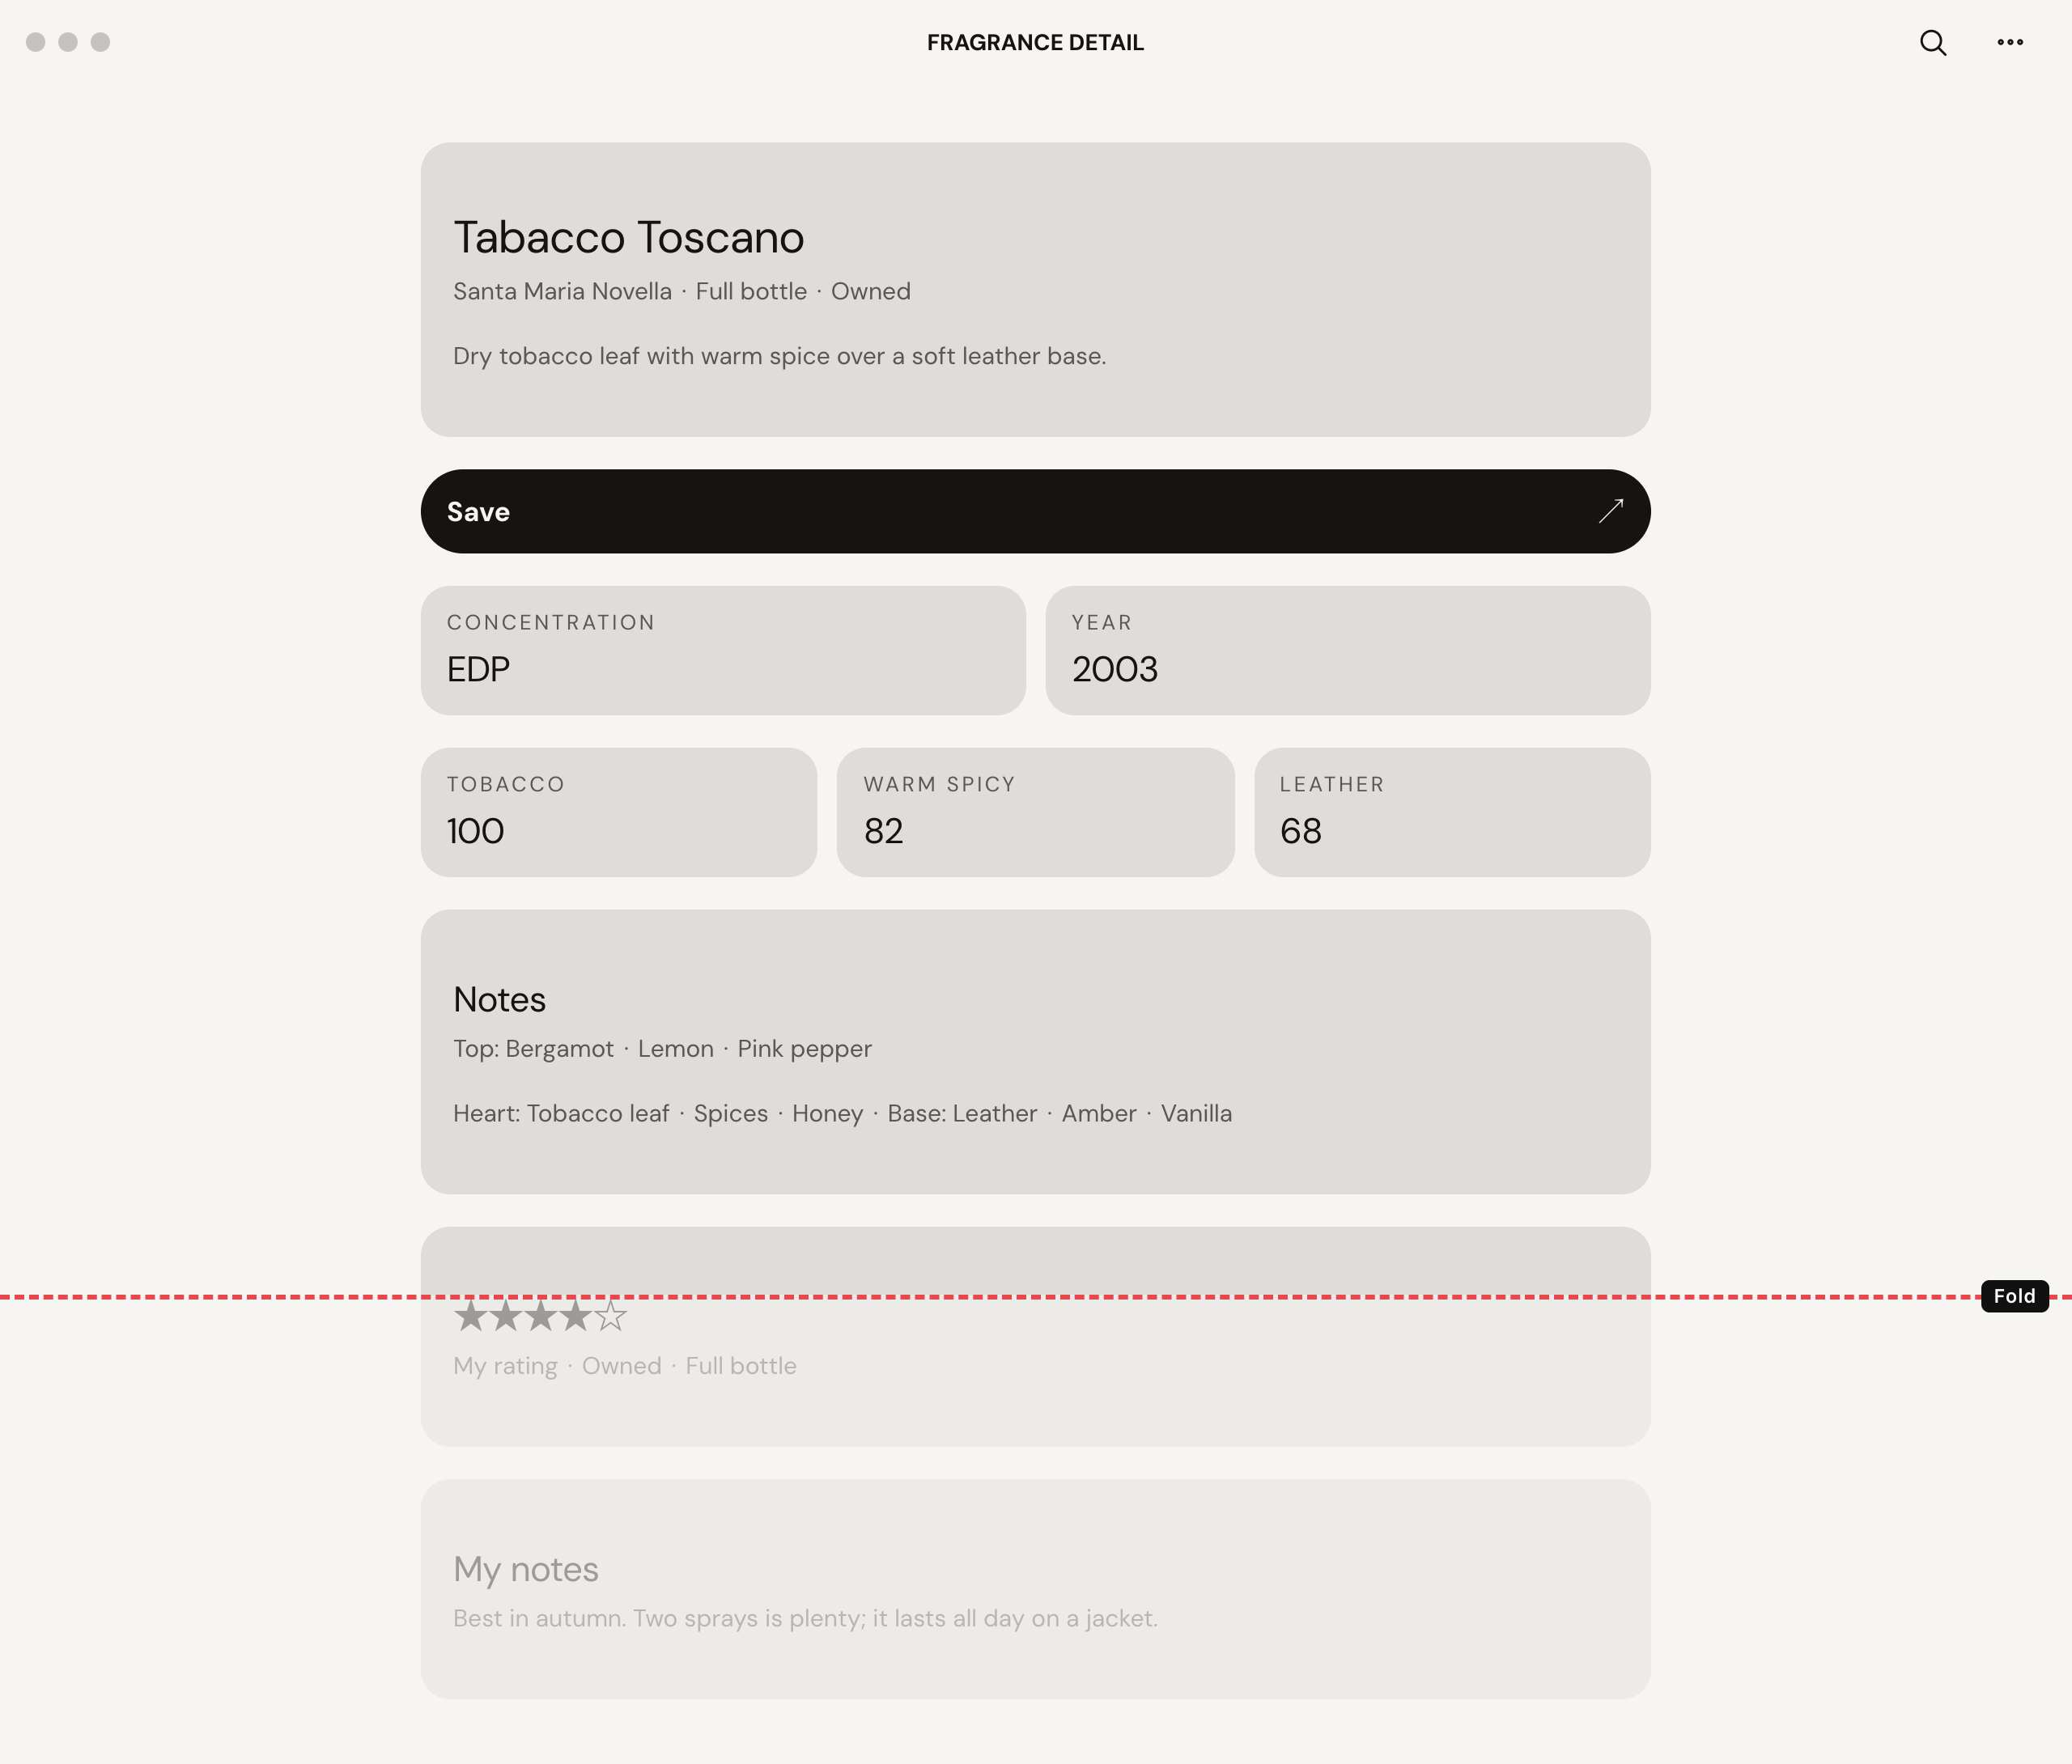 FRAGRANCE DETAIL
Tabacco Toscano
Santa Maria Novella · Full bottle · Owned
Dry tobacco leaf with warm spice over a soft leather base.
Save
CONCENTRATION
EDP
YEAR
2003
TOBACCO
100
WARM SPICY
82
LEATHER
68
Notes
Top: Bergamot · Lemon · Pink pepper
Heart: Tobacco leaf · Spices · Honey · Base: Leather · Amber · Vanilla
Fold
★★★★☆
My rating · Owned · Full bottle
My notes
Best in autumn. Two sprays is plenty; it lasts all day on a jacket.